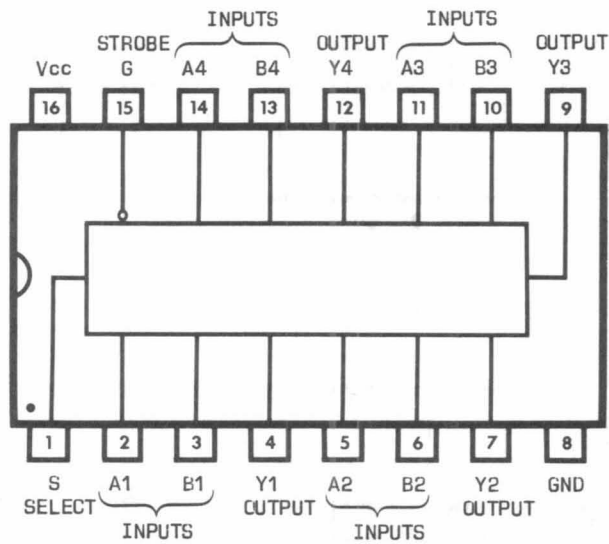 INPUTS INPUTS
STROBE OUTPUT OUTPUT
Vcc G A4 B4 Y4 A3 B3 Y3
16 15 14 13 12 11 10 9
1 2 3 4 5 6 7 8
S A1 B1 Y1 A2 B2 Y2 GND
SELECT OUTPUT OUTPUT
INPUTS INPUTS